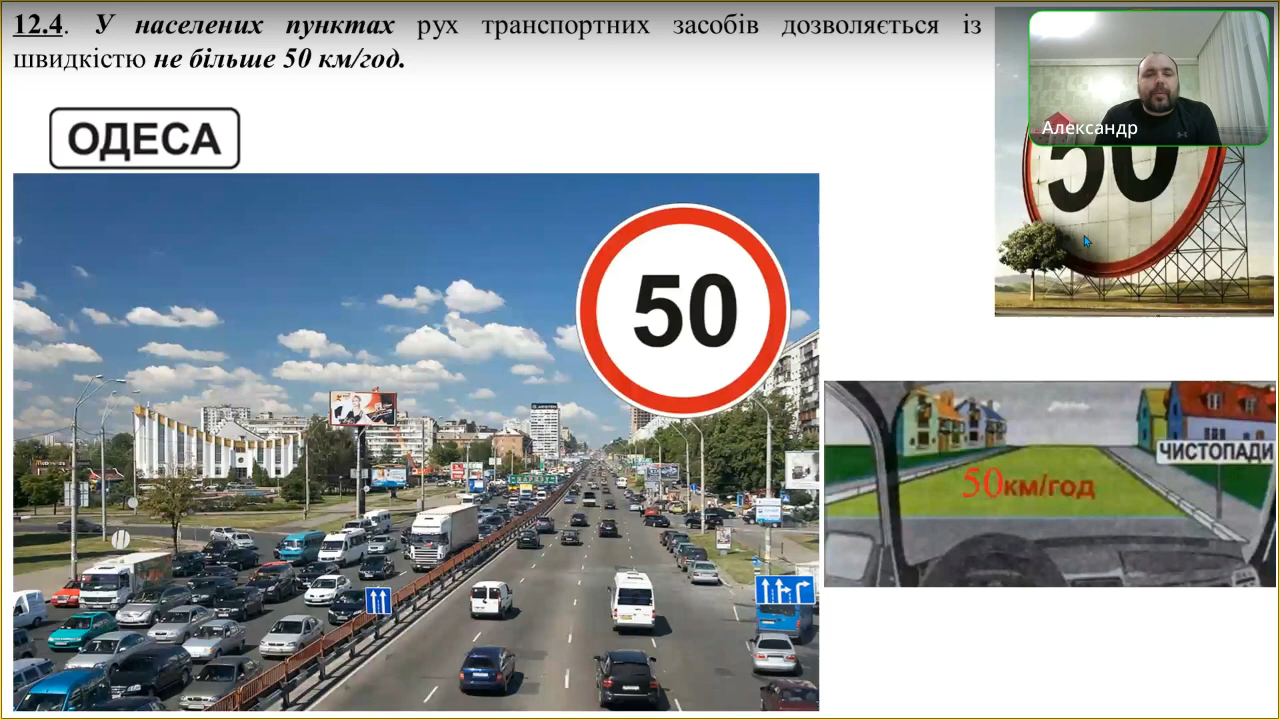 12.4. У населених пунктах рух транспортних засобів дозволяється із
швидкістю не більше 50 км/год.
Александр
ОДЕСА
50
50
ЧИСТОПАДИ
50км/год